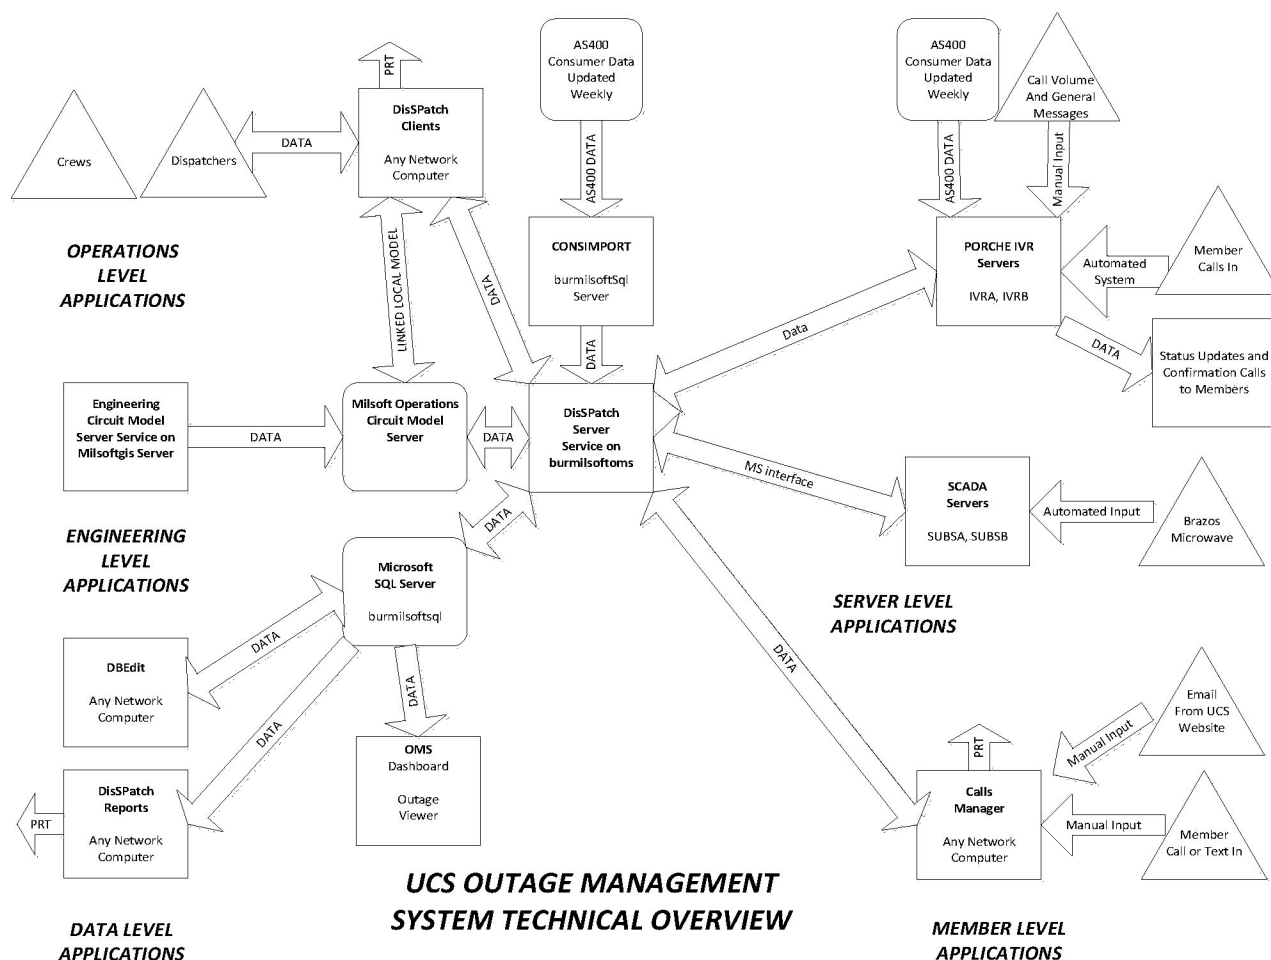 PRT
DisSPatch
Clients
Any Network
Computer
AS400
Consumer Data
Updated
Weekly
AS400
Consumer Data
Updated
Weekly
Call Volume
And General
Messages
Crews
Dispatchers
DATA
AS400 DATA
AS400 DATA
Manual Input
OPERATIONS
LEVEL
APPLICATIONS
LINKED LOCAL MODEL
DATA
CONSIMPORT
burmilsoftSql
Server
DATA
PORCHE IVR
Servers
IVRA, IVRB
Automated
System
Member
Calls In
Data
DATA
Status Updates and
Confirmation Calls
to Members
Engineering
Circuit Model
Server Service on
Milsoftgis Server
DATA
Milsoft Operations
Circuit Model
Server
DATA
DisSPatch
Server
Service on
burmilsoftoms
MS interface
SCADA
Servers
SUBSA, SUBSB
Automated Input
Brazos
Microwave
ENGINEERING
LEVEL
APPLICATIONS
DATA
Microsoft
SQL Server
burmilsoftsql
SERVER LEVEL
APPLICATIONS
DATA
DBEdit
Any Network
Computer
DATA
DATA
DATA
OMS
Dashboard
Outage
Viewer
Email
From UCS
Website
Manual Input
PRT
DisSPatch
Reports
Any Network
Computer
PRT
Calls
Manager
Any Network
Computer
Manual Input
Member
Call or Text In
UCS OUTAGE MANAGEMENT
SYSTEM TECHNICAL OVERVIEW
DATA LEVEL
APPLICATIONS
MEMBER LEVEL
APPLICATIONS